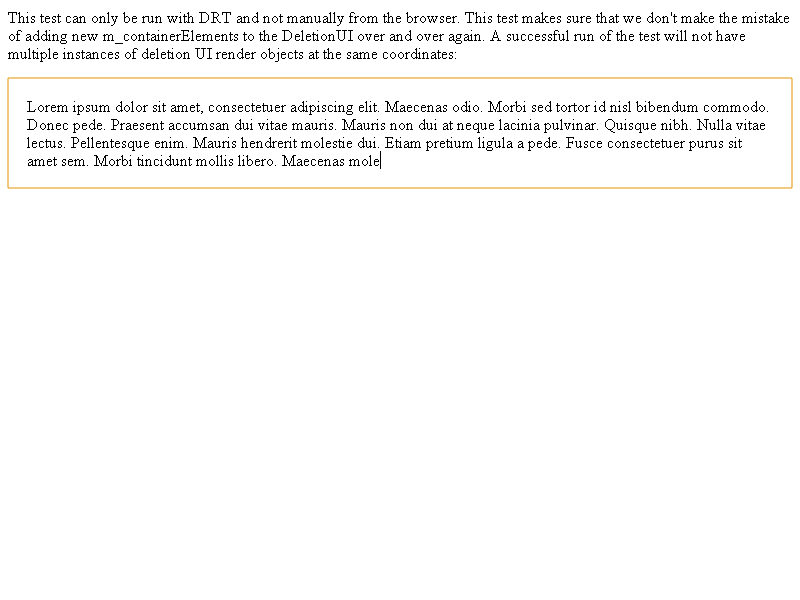 This test can only be run with DRT and not manually from the browser. This test makes sure that we don't make the mistake
of adding new m_containerElements to the DeletionUI over and over again. A successful run of the test will not have
multiple instances of deletion UI render objects at the same coordinates:
Lorem ipsum dolor sit amet, consectetuer adipiscing elit. Maecenas odio. Morbi sed tortor id nisl bibendum commodo.
Donec pede. Praesent accumsan dui vitae mauris. Mauris non dui at neque lacinia pulvinar. Quisque nibh. Nulla vitae
lectus. Pellentesque enim. Mauris hendrerit molestie dui. Etiam pretium ligula a pede. Fusce consectetuer purus sit
amet sem. Morbi tincidunt mollis libero. Maecenas mole